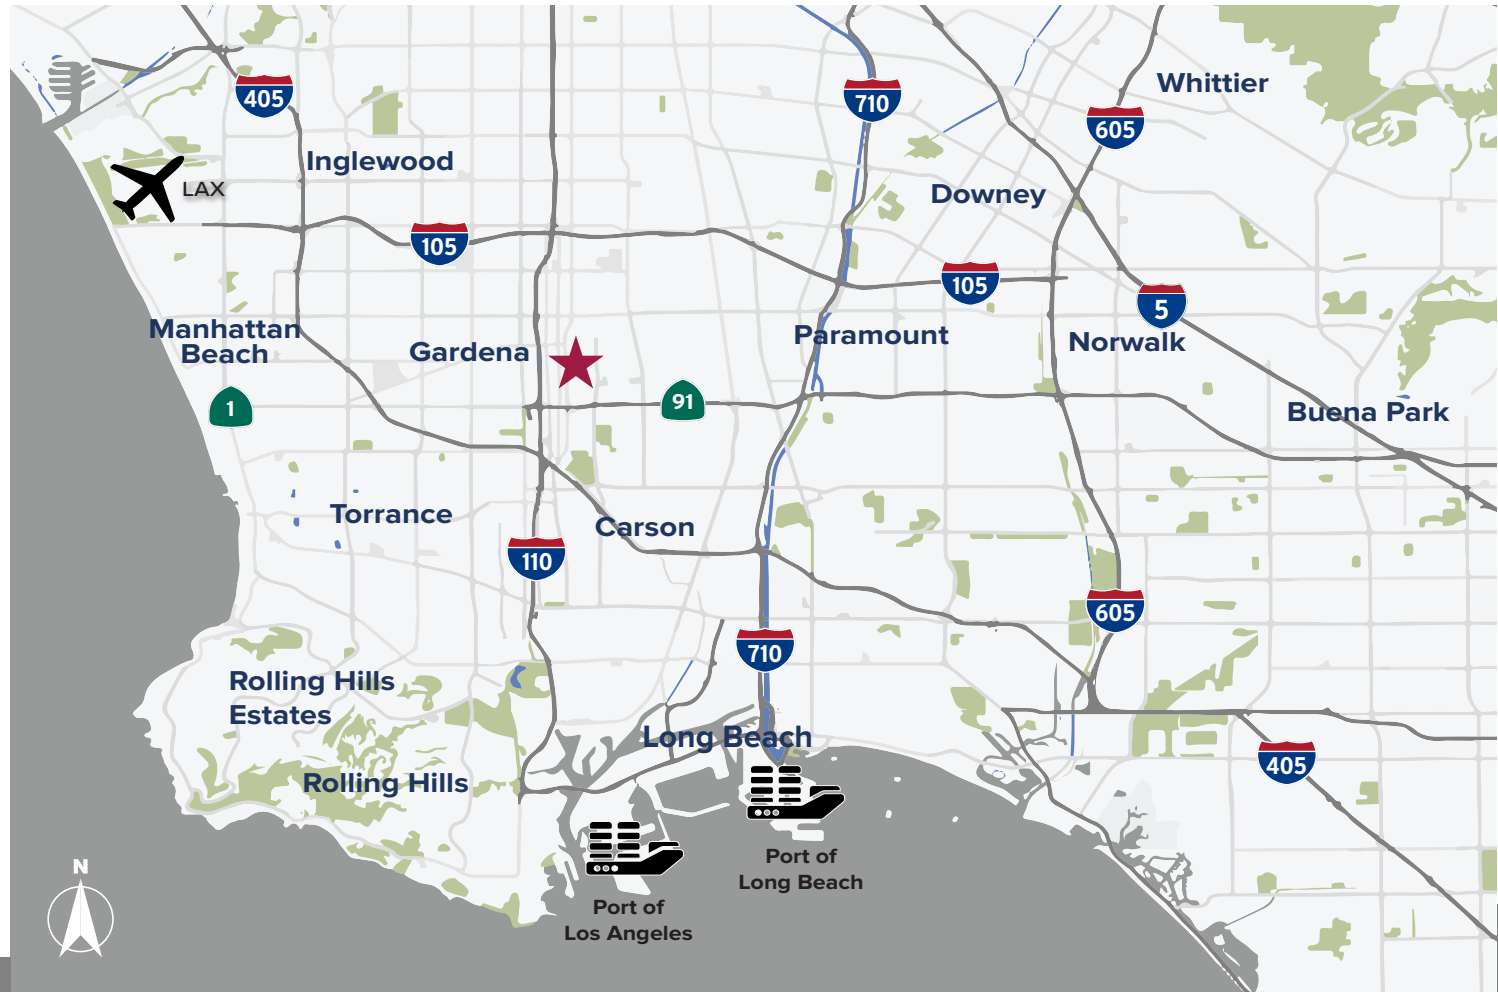 Whittier
405
710
605
Inglewood
LAX
Downey
105
105
5
Manhattan
Beach
Gardena
Paramount
Norwalk
1
91
Buena Park
Torrance
Carson
110
605
710
Rolling Hills
Estates
Long Beach
405
Rolling Hills
Port of
Long Beach
N
Port of
Los Angeles